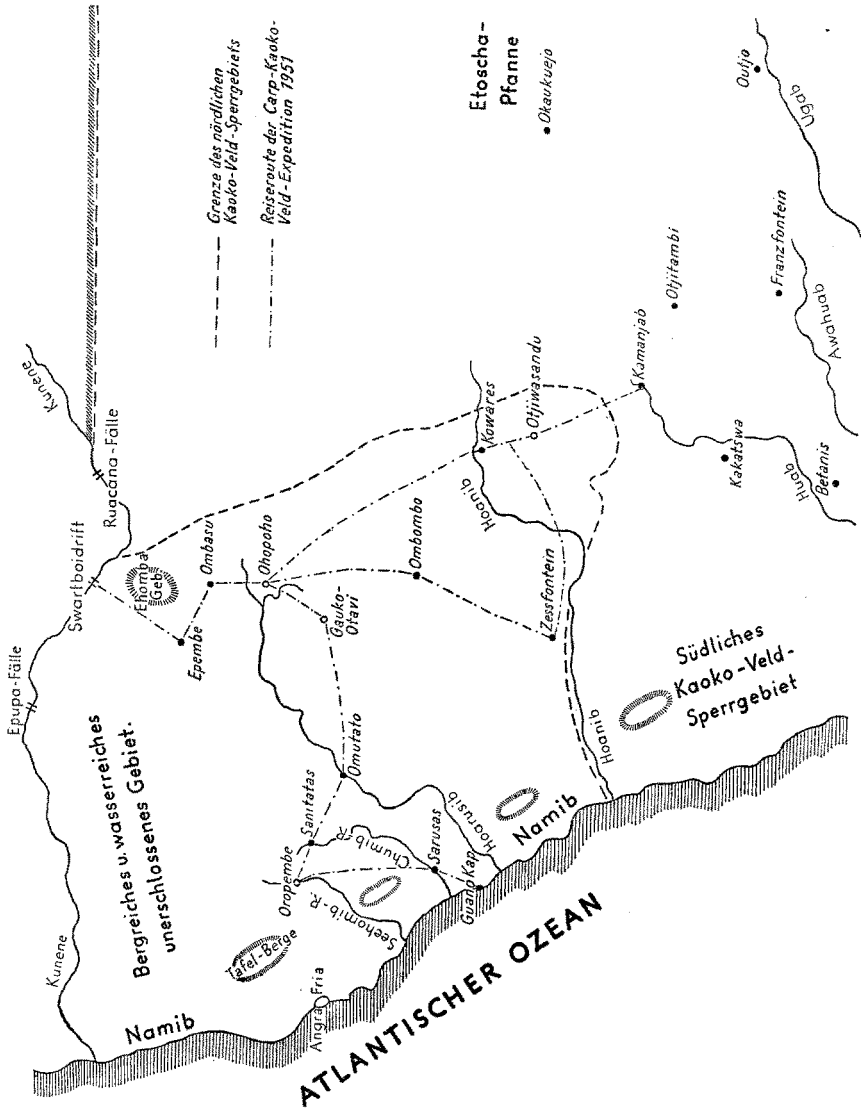 Kunene
Epupa-Fälle
Swartboidrift
Ruacana-Fälle
Kunene
Ehomba
Geb.
Bergreiches u. wasserreiches
unerschlossenes Gebiet.
Epembe
Ombasu
Ohopoho
Gauko-
Otavi
Grenze des nördlichen
Kaoko-Veld-Sperrgebiets
Reiseroute der Carp-Kaoko-
Veld-Expedition 1951
Namib
Tafel-Berge
Oropembe
Sanitatas
Omutato
Ombombo
Angra Fria
Seehomib-R.
Chumib-R.
Sarusas
Hoarusib
Guano Kap
Namib
ATLANTISCHER OZEAN
Hoanib
Kowares
Otjiwasandu
Zessfontein
Hoanib
Südliches
Kaoko-Veld-
Sperrgebiet
Etoscha-
Pfanne
Okaukuejo
Kamanjab
Otjitambi
Kakatswa
Huab
Betanis
Franzfontein
Awahuab
Outjo
Ugab